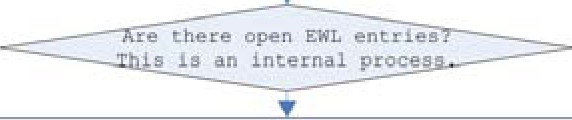 Are there open EWL entries?
This is an internal process.